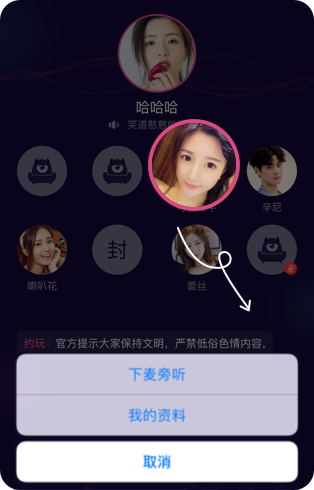 哈哈哈
笑道憨憨的
辛尼
喇叭花
封
蕾丝
约玩：官方提示大家保持文明，严禁低俗色情内容，
下麦旁听
我的资料
取消